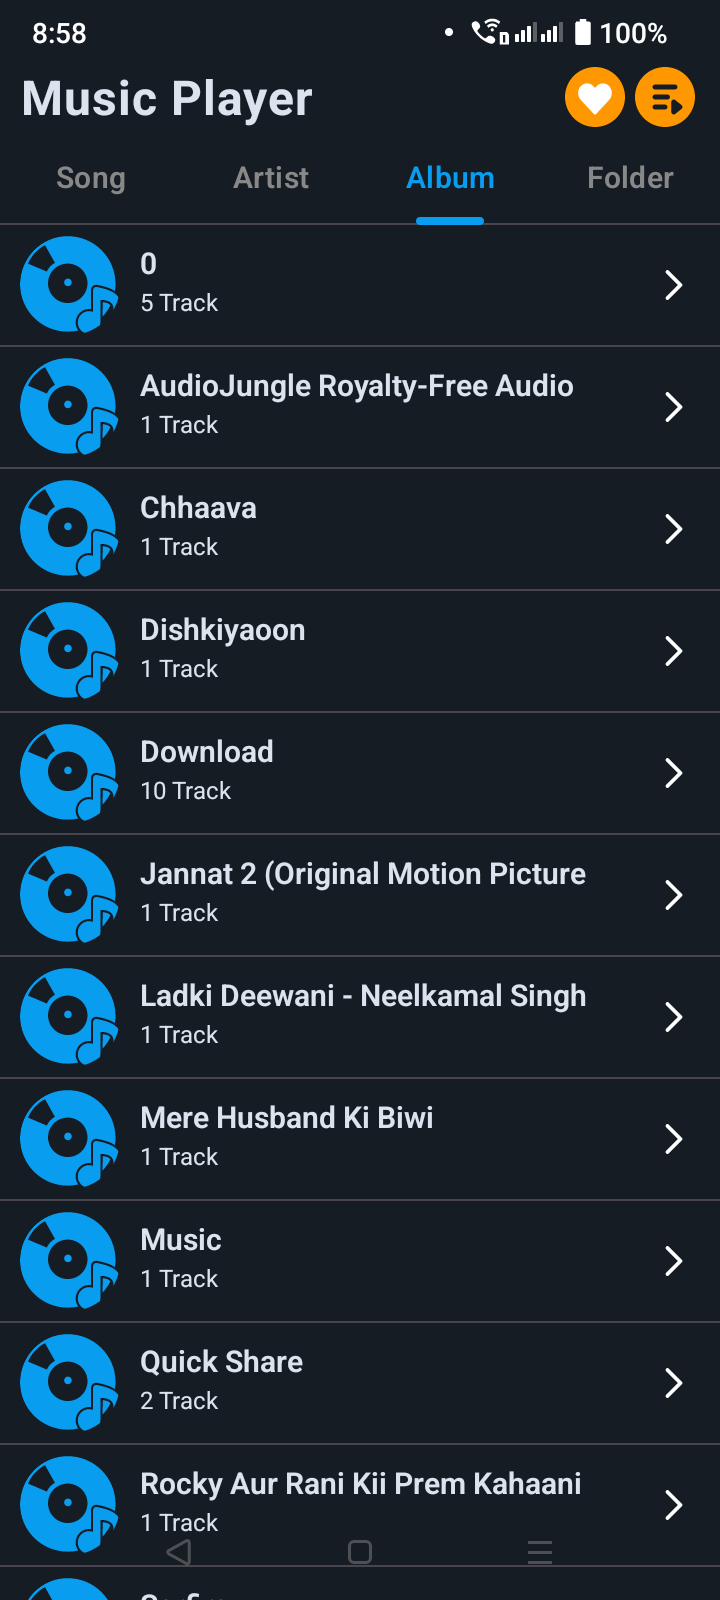 8:58
100%
Music Player
Song Artist Album Folder
0
5 Track
AudioJungle Royalty-Free Audio
1 Track
Chhaava
1 Track
Dishkiyaoon
1 Track
Download
10 Track
Jannat 2 (Original Motion Picture
1 Track
Ladki Deewani - Neelkamal Singh
1 Track
Mere Husband Ki Biwi
1 Track
Music
1 Track
Quick Share
2 Track
Rocky Aur Rani Kii Prem Kahaani
1 Track